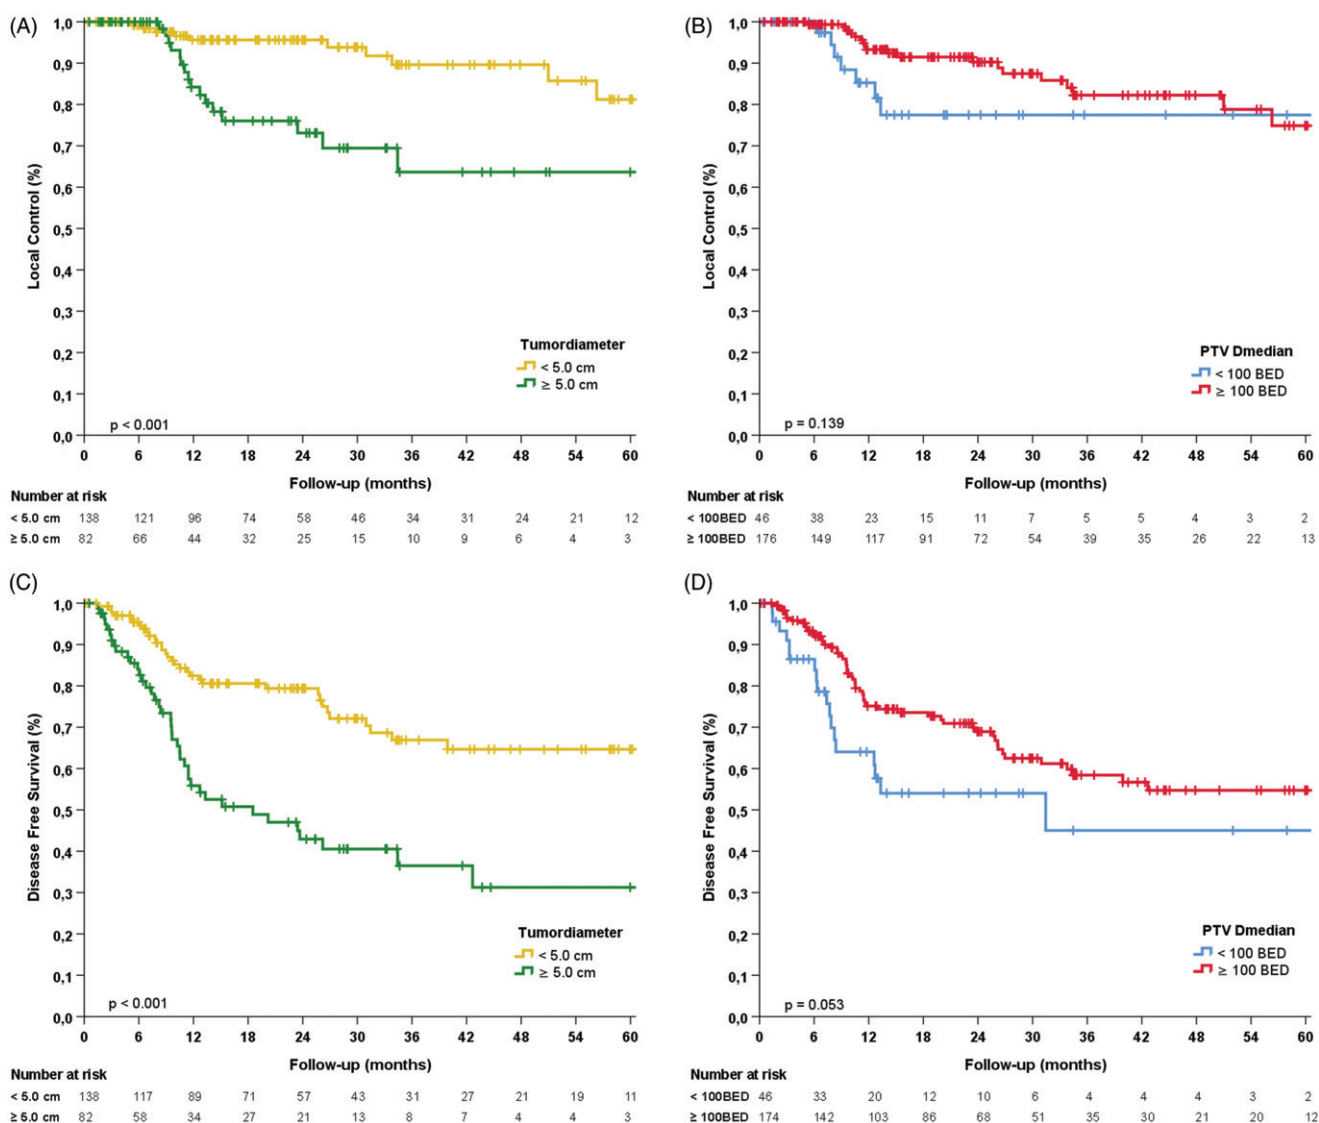 (A)
1,0
0,9
0,8
0,7
0,6
0,5
0,4
0,3
0,2
0,1
0,0
Local Control (%)
Tumordiameter
< 5.0 cm
≥ 5.0 cm
p < 0.001
0 6 12 18 24 30 36 42 48 54 60
Follow-up (months)
Number at risk
< 5.0 cm 138 121 96 74 58 46 34 31 24 21 12
≥ 5.0 cm 82 66 44 32 25 15 10 9 6 4 3
(B)
1,0
0,9
0,8
0,7
0,6
0,5
0,4
0,3
0,2
0,1
0,0
Local Control (%)
PTV Dmedian
< 100 BED
≥ 100 BED
p = 0.139
0 6 12 18 24 30 36 42 48 54 60
Follow-up (months)
Number at risk
< 100BED 46 38 23 15 11 7 5 5 4 3 2
≥ 100BED 176 149 117 91 72 54 39 35 26 22 13
(C)
1,0
0,9
0,8
0,7
0,6
0,5
0,4
0,3
0,2
0,1
0,0
Disease Free Survival (%)
Tumordiameter
< 5.0 cm
≥ 5.0 cm
p < 0.001
0 6 12 18 24 30 36 42 48 54 60
Follow-up (months)
Number at risk
< 5.0 cm 138 117 89 71 57 43 31 27 21 19 11
≥ 5.0 cm 82 58 34 27 21 13 8 7 4 4 3
(D)
1,0
0,9
0,8
0,7
0,6
0,5
0,4
0,3
0,2
0,1
0,0
Disease Free Survival (%)
PTV Dmedian
< 100 BED
≥ 100 BED
p = 0.053
0 6 12 18 24 30 36 42 48 54 60
Follow-up (months)
Number at risk
< 100BED 46 33 20 12 10 6 4 4 4 3 2
≥ 100BED 174 142 103 86 68 51 35 30 21 20 12